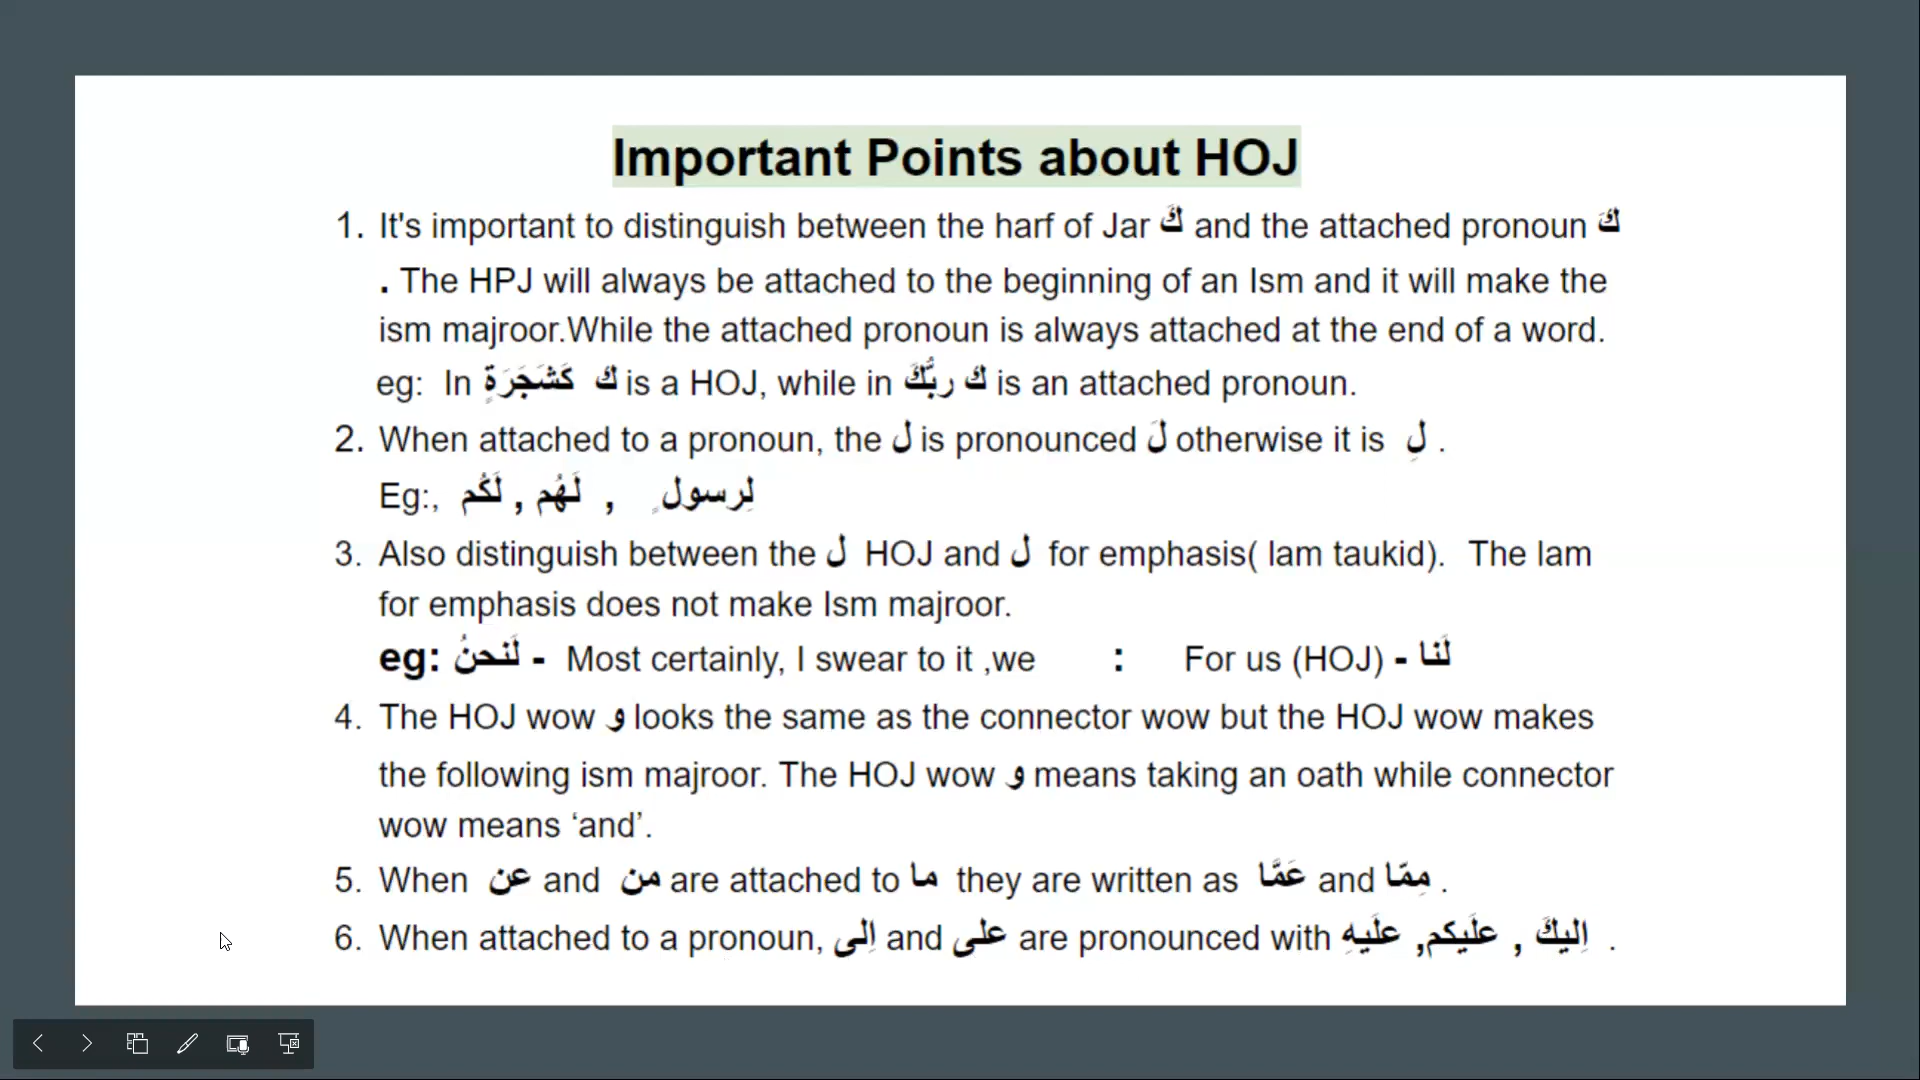 Important Points about HOJ
1. It's important to distinguish between the harf of Jar كَ and the attached pronoun كَ
. The HPJ will always be attached to the beginning of an Ism and it will make the
ism majroor.While the attached pronoun is always attached at the end of a word.
eg: In كَشَجَرَةٍ ك is a HOJ, while in ربُّكَ ك is an attached pronoun.
2. When attached to a pronoun, the ل is pronounced لَ otherwise it is لِ .
Eg:, لَكُم , لَهُم , لِرسول ٍ
3. Also distinguish between the ل HOJ and ل for emphasis( lam taukid). The lam
for emphasis does not make Ism majroor.
eg: لَنحنُ - Most certainly, I swear to it ,we : For us (HOJ) - لَنا
4. The HOJ wow و looks the same as the connector wow but the HOJ wow makes
the following ism majroor. The HOJ wow و means taking an oath while connector
wow means ‘and’.
5. When عن and من are attached to ما they are written as عَمَّا and مِمّا .
6. When attached to a pronoun, اِلى and على are pronounced with علَيهِ ,علَيكم , اِليكَ .